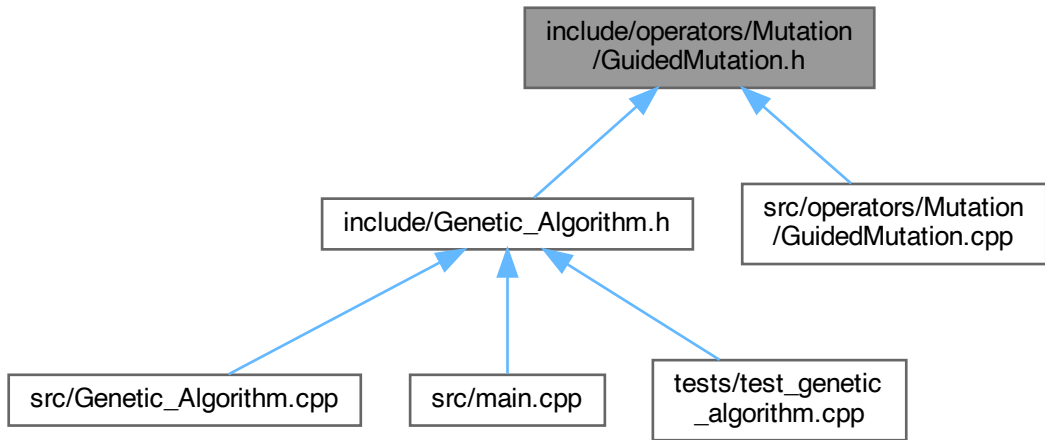 include/operators/Mutation
/GuidedMutation.h
include/Genetic_Algorithm.h
src/operators/Mutation
/GuidedMutation.cpp
src/Genetic_Algorithm.cpp
src/main.cpp
tests/test_genetic
_algorithm.cpp